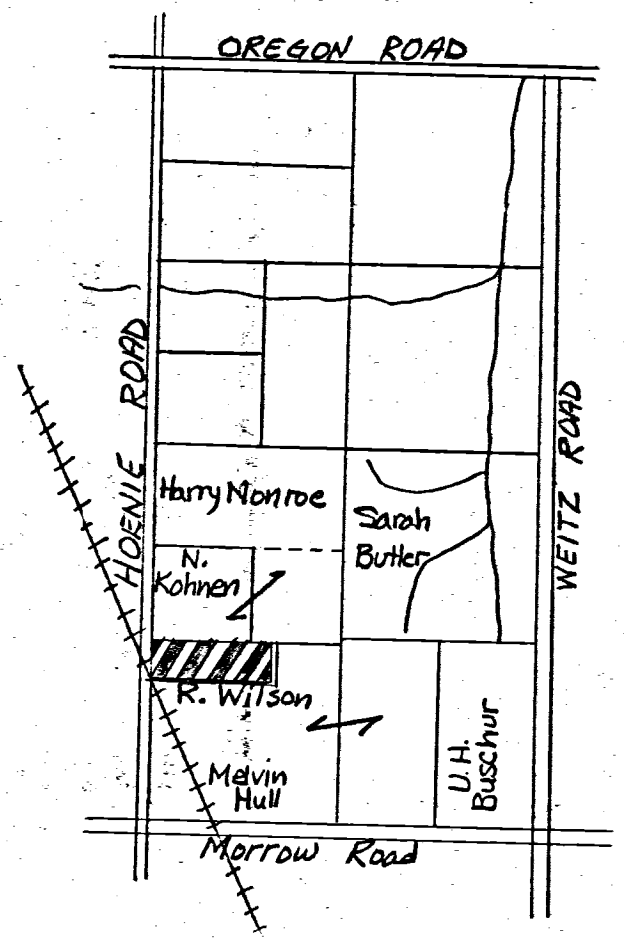 OREGON ROAD
HOENIE ROAD
WEITZ ROAD
Harry Monroe
Sarah
Butler
N.
Kohnen
R. Wilson
U.H.
Buschur
Melvin
Hull
Morrow Road